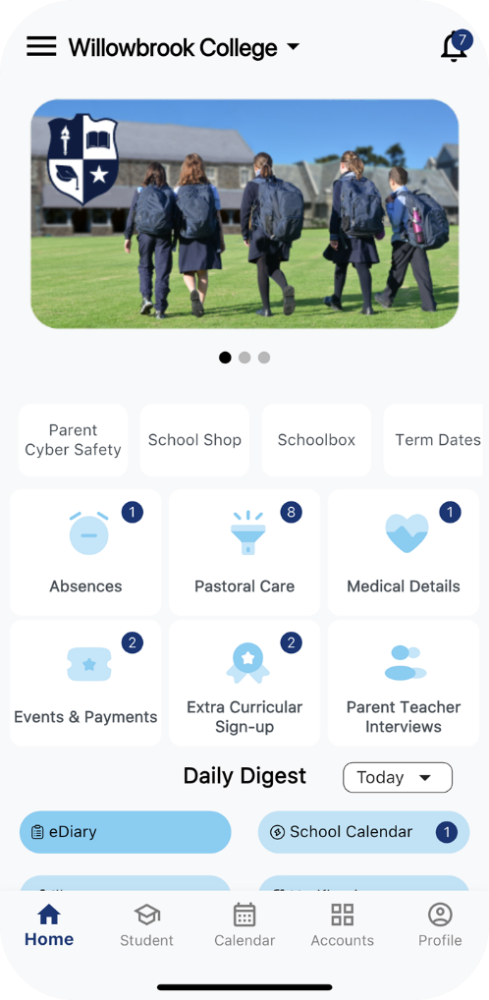 Willowbrook College
7
Parent
Cyber Safety
School Shop
Schoolbox
Term Dates
1
8
1
Absences
Pastoral Care
Medical Details
2
2
Events & Payments
Extra Curricular
Sign-up
Parent Teacher
Interviews
Daily Digest
Today
eDiary
School Calendar
1
Home
Student
Calendar
Accounts
Profile